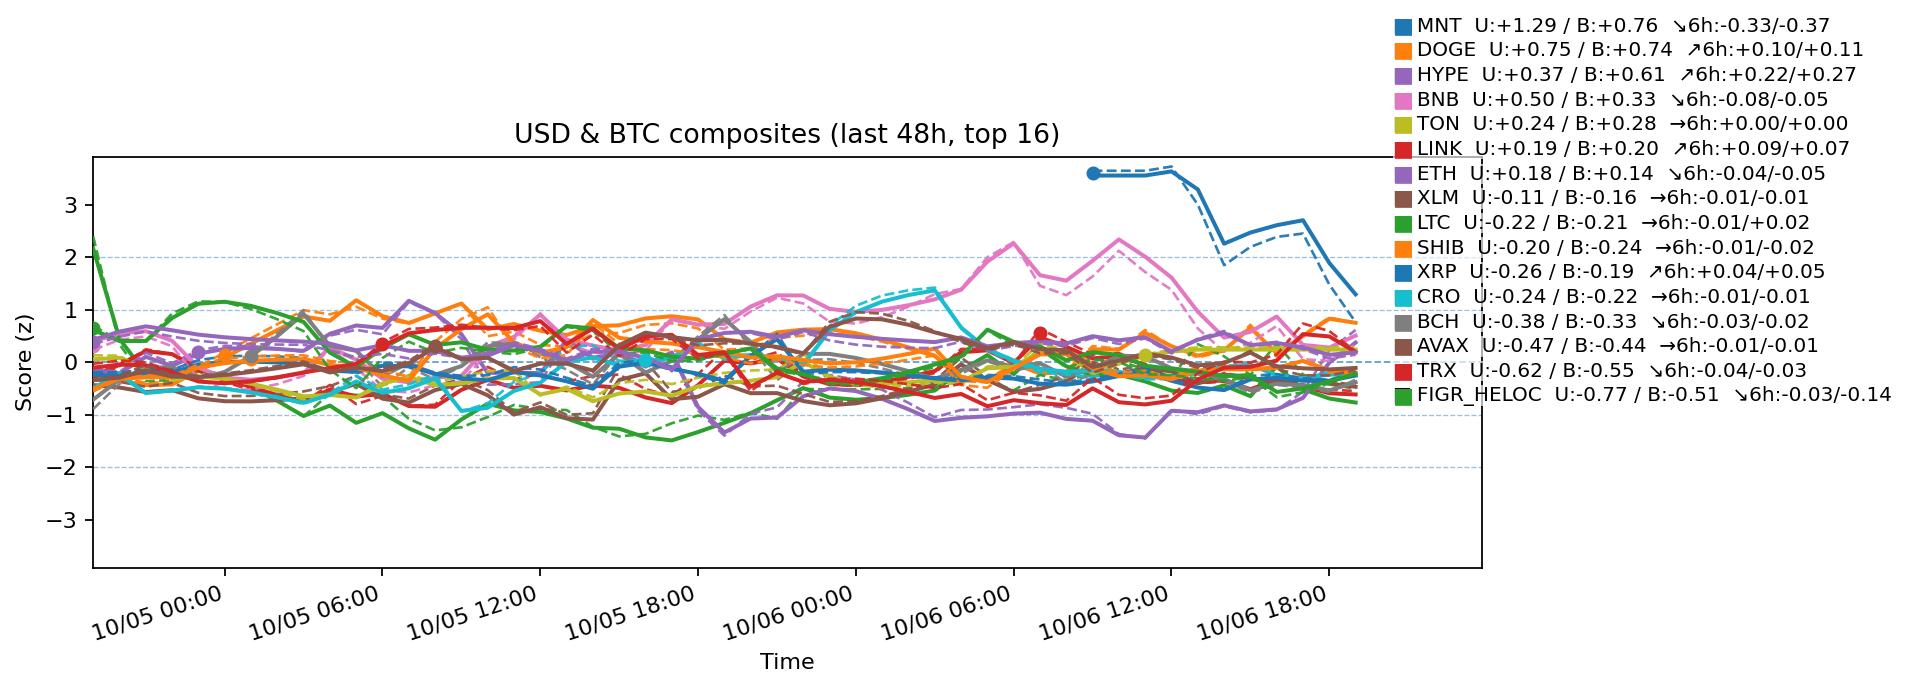 MNT U:+1.29 / B:+0.76 ↘6h:-0.33/-0.37
DOGE U:+0.75 / B:+0.74 ↗6h:+0.10/+0.11
HYPE U:+0.37 / B:+0.61 ↗6h:+0.22/+0.27
BNB U:+0.50 / B:+0.33 ↘6h:-0.08/-0.05
TON U:+0.24 / B:+0.28 →6h:+0.00/+0.00
LINK U:+0.19 / B:+0.20 ↗6h:+0.09/+0.07
ETH U:+0.18 / B:+0.14 ↘6h:-0.04/-0.05
XLM U:-0.11 / B:-0.16 →6h:-0.01/-0.01
LTC U:-0.22 / B:-0.21 →6h:-0.01/+0.02
SHIB U:-0.20 / B:-0.24 →6h:-0.01/-0.02
XRP U:-0.26 / B:-0.19 ↗6h:+0.04/+0.05
CRO U:-0.24 / B:-0.22 →6h:-0.01/-0.01
BCH U:-0.38 / B:-0.33 ↘6h:-0.03/-0.02
AVAX U:-0.47 / B:-0.44 →6h:-0.01/-0.01
TRX U:-0.62 / B:-0.55 ↘6h:-0.04/-0.03
FIGR_HELOC U:-0.77 / B:-0.51 ↘6h:-0.03/-0.14
USD & BTC composites (last 48h, top 16)
Score (z)
3
2
1
0
−1
−2
−3
10/05 00:00
10/05 06:00
10/05 12:00
10/05 18:00
10/06 00:00
10/06 06:00
10/06 12:00
10/06 18:00
Time